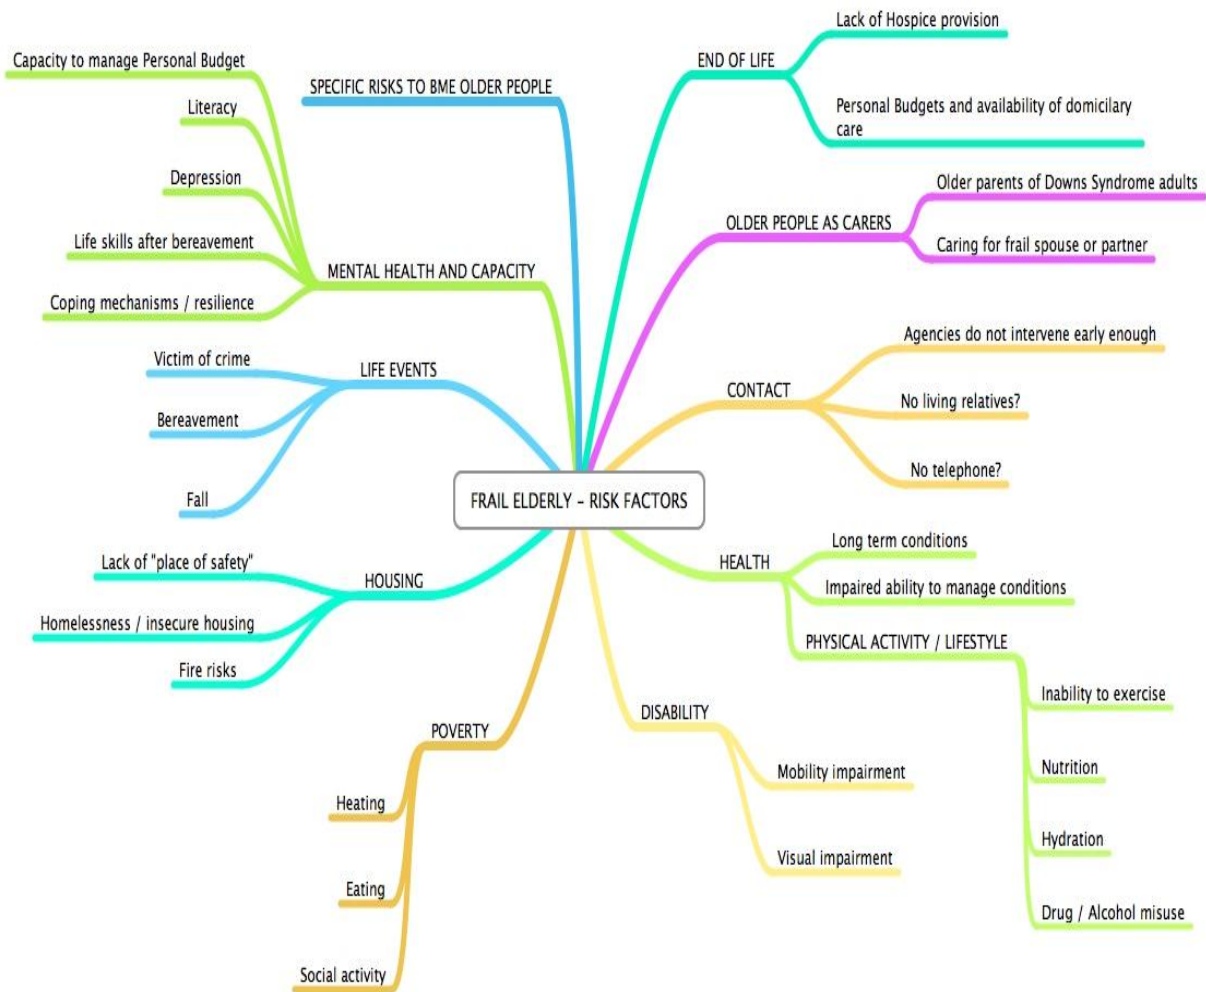 FRAIL ELDERLY – RISK FACTORS
SPECIFIC RISKS TO BME OLDER PEOPLE
MENTAL HEALTH AND CAPACITY
Capacity to manage Personal Budget
Literacy
Depression
Life skills after bereavement
Coping mechanisms / resilience
LIFE EVENTS
Victim of crime
Bereavement
Fall
HOUSING
Lack of "place of safety"
Homelessness / insecure housing
Fire risks
POVERTY
Heating
Eating
Social activity
END OF LIFE
Lack of Hospice provision
Personal Budgets and availability of domicilary
care
OLDER PEOPLE AS CARERS
Older parents of Downs Syndrome adults
Caring for frail spouse or partner
CONTACT
Agencies do not intervene early enough
No living relatives?
No telephone?
HEALTH
Long term conditions
Impaired ability to manage conditions
PHYSICAL ACTIVITY / LIFESTYLE
Inability to exercise
Nutrition
Hydration
Drug / Alcohol misuse
DISABILITY
Mobility impairment
Visual impairment